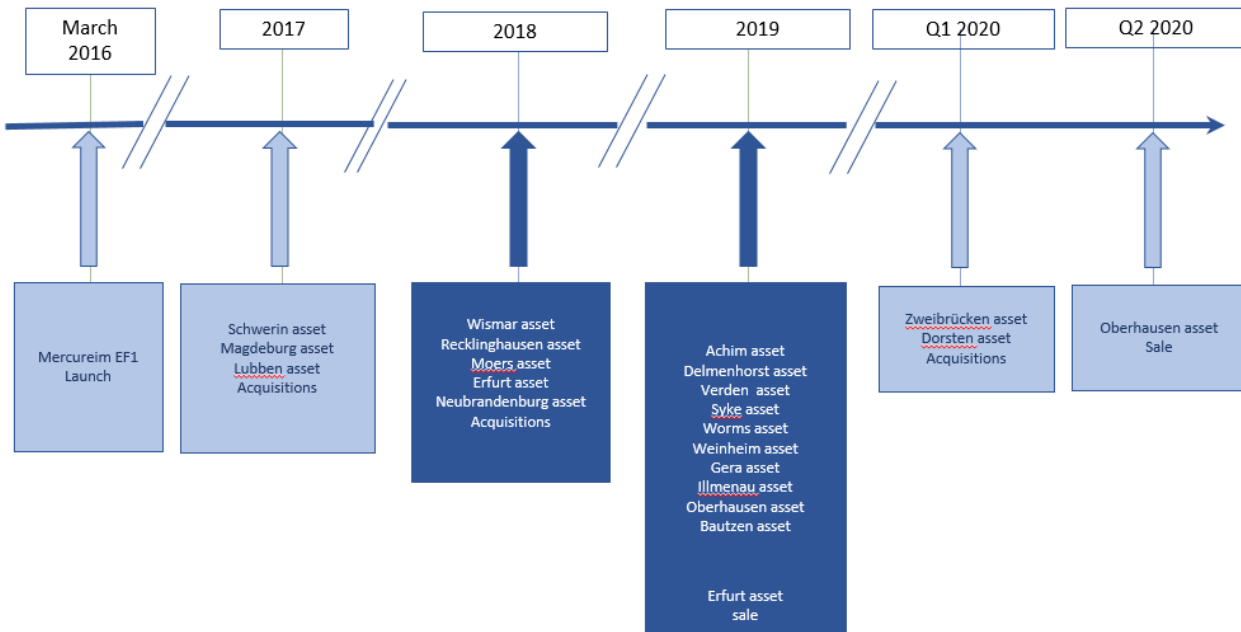 March
2016
2017
2018
2019
Q1 2020
Q2 2020
Mercureim EF1
Launch
Schwerin asset
Magdeburg asset
Lubben asset
Acquisitions
Wismar asset
Recklinghausen asset
Moers asset
Erfurt asset
Neubrandenburg asset
Acquisitions
Achim asset
Delmenhorst asset
Verden  asset
Syke asset
Worms asset
Weinheim asset
Gera asset
Illmenau asset
Oberhausen asset
Bautzen asset
Erfurt asset
sale
Zweibrücken asset
Dorsten asset
Acquisitions
Oberhausen asset
Sale